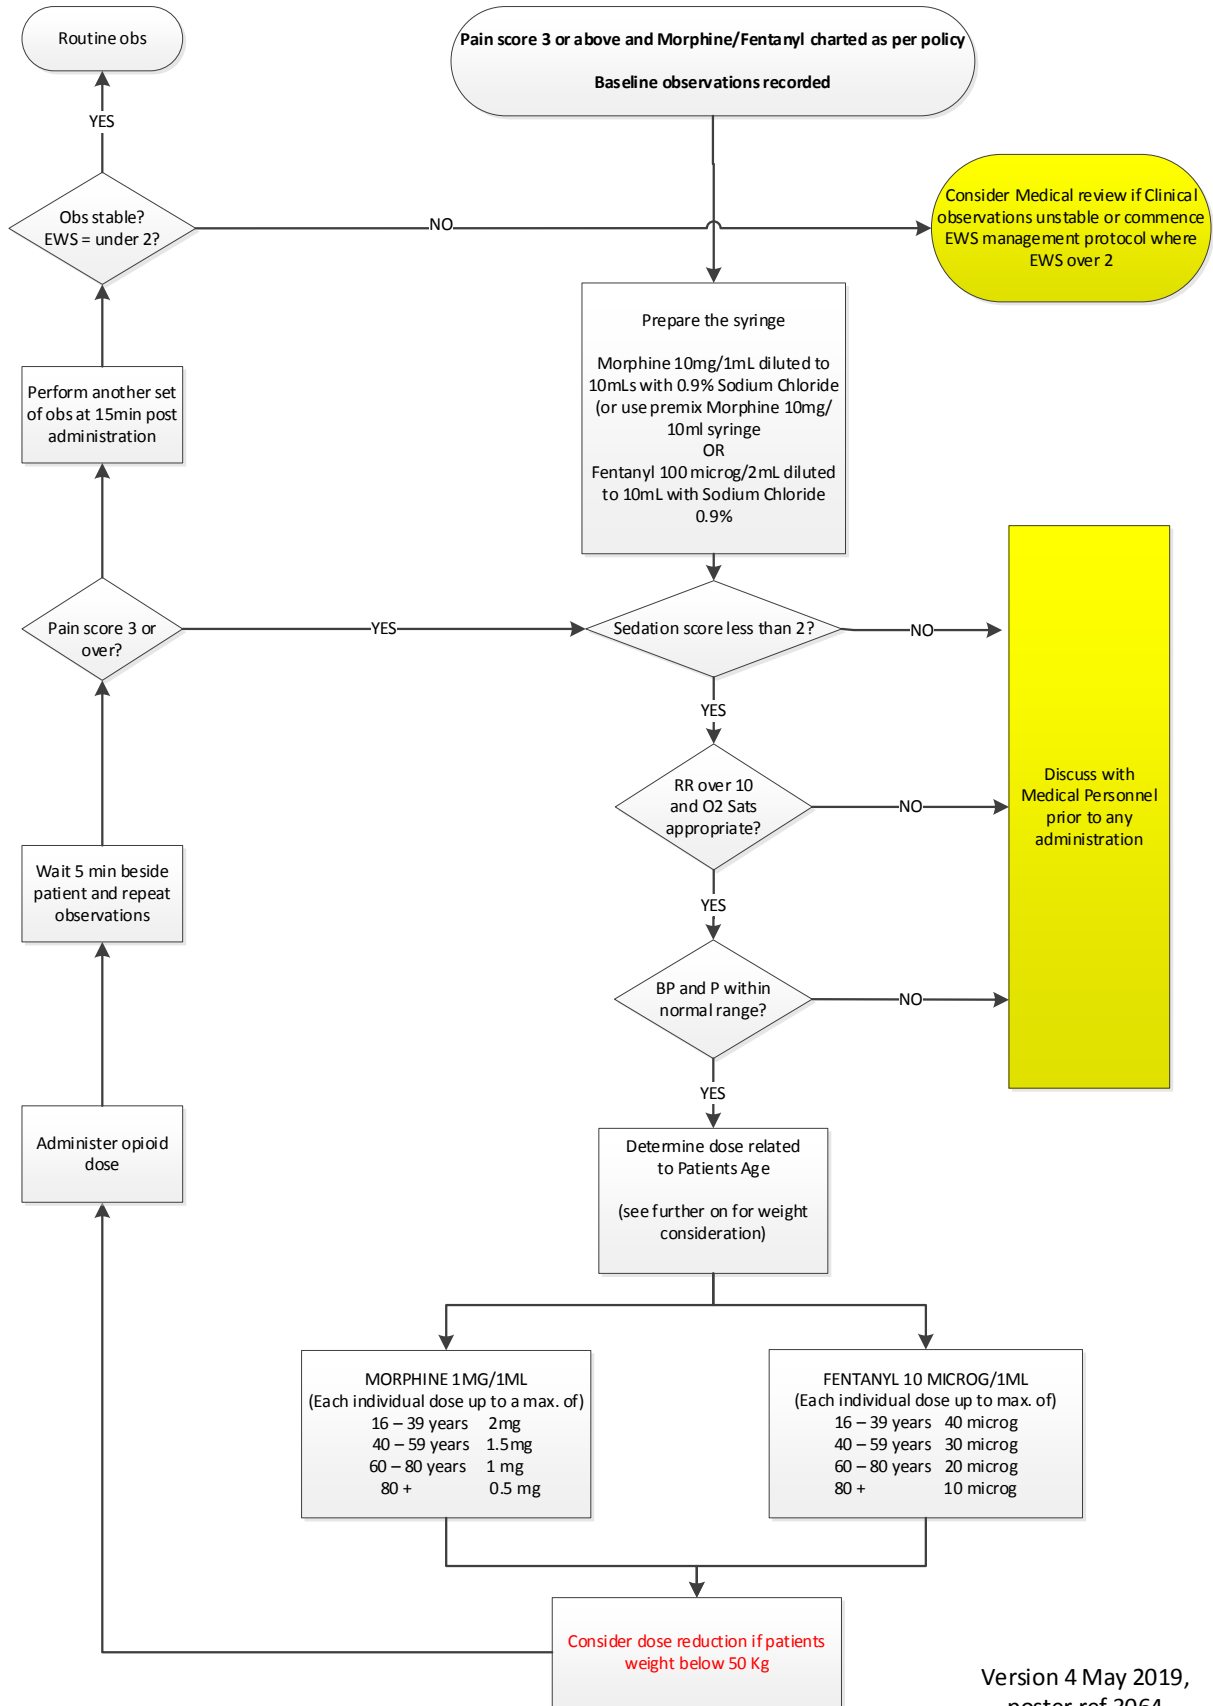 Routine obs
Pain score 3 or above and Morphine/Fentanyl charted as per policy
Baseline observations recorded
YES
Obs stable?
EWS = under 2?
NO
Consider Medical review if Clinical
observations unstable or commence
EWS management protocol where
EWS over 2
Prepare the syringe
Morphine 10mg/1mL diluted to
10mLs with 0.9% Sodium Chloride
(or use premix Morphine 10mg/
10ml syringe
OR
Fentanyl 100 microg/2mL diluted
to 10mL with Sodium Chloride
0.9%
Perform another set
of obs at 15min post
administration
Pain score 3 or
over?
YES
Sedation score less than 2?
NO
YES
RR over 10
and O2 Sats
appropriate?
NO
Discuss with
Medical Personnel
prior to any
administration
Wait 5 min beside
patient and repeat
observations
YES
BP and P within
normal range?
NO
YES
Administer opioid
dose
Determine dose related
to Patients Age
(see further on for weight
consideration)
MORPHINE 1MG/1ML
(Each individual dose up to a max. of)
16 – 39 years 2mg
40 – 59 years 1.5mg
60 – 80 years 1 mg
80 + 0.5 mg
FENTANYL 10 MICROG/1ML
(Each individual dose up to max. of)
16 – 39 years 40 microg
40 – 59 years 30 microg
60 – 80 years 20 microg
80 + 10 microg
Consider dose reduction if patients
weight below 50 Kg
Version 4 May 2019,
poster ref 2064